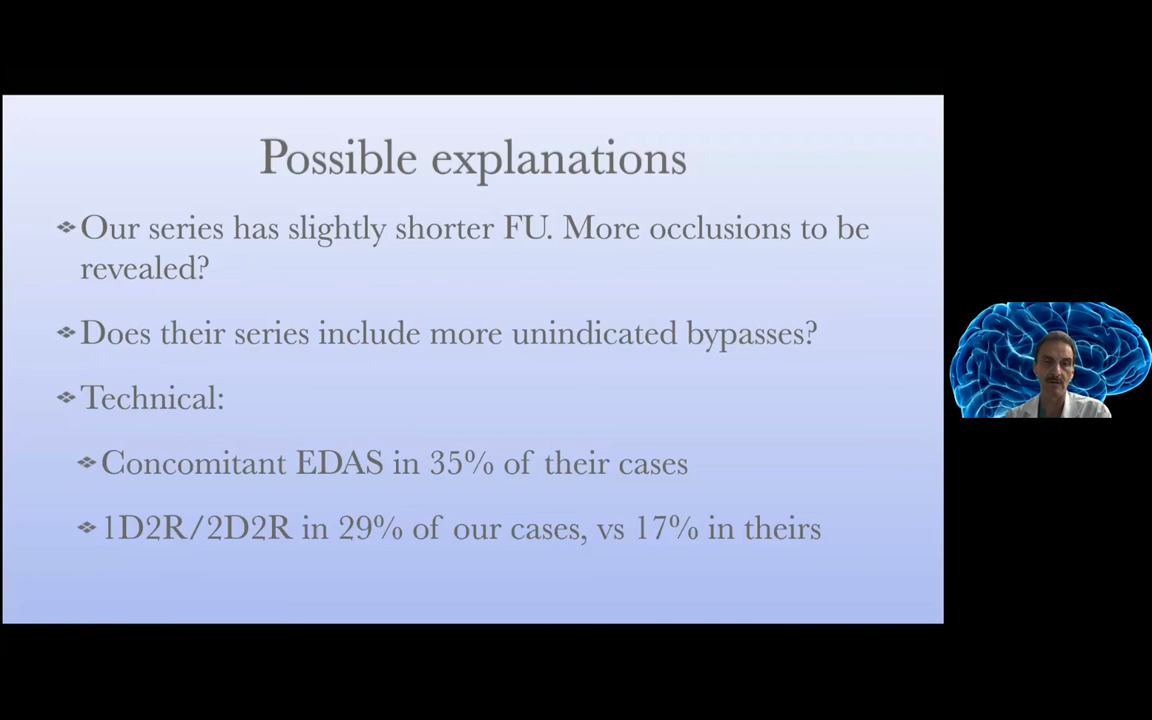 Possible explanations
Our series has slightly shorter FU. More occlusions to be
revealed?
Does their series include more unindicated bypasses?
Technical:
Concomitant EDAS in 35% of their cases
1D2R/2D2R in 29% of our cases, vs 17% in theirs